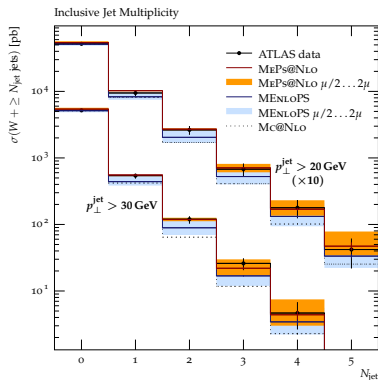 Inclusive Jet Multiplicity
σ(W + ≥ N_jet jets) [pb]
ATLAS data
MEPS@NLO
MEPS@NLO μ/2...2μ
MENLOPS
MENLOPS μ/2...2μ
MC@NLO
p_⊥^jet > 20 GeV
(×10)
p_⊥^jet > 30 GeV
10^4
10^3
10^2
10^1
0 1 2 3 4 5
N_jet